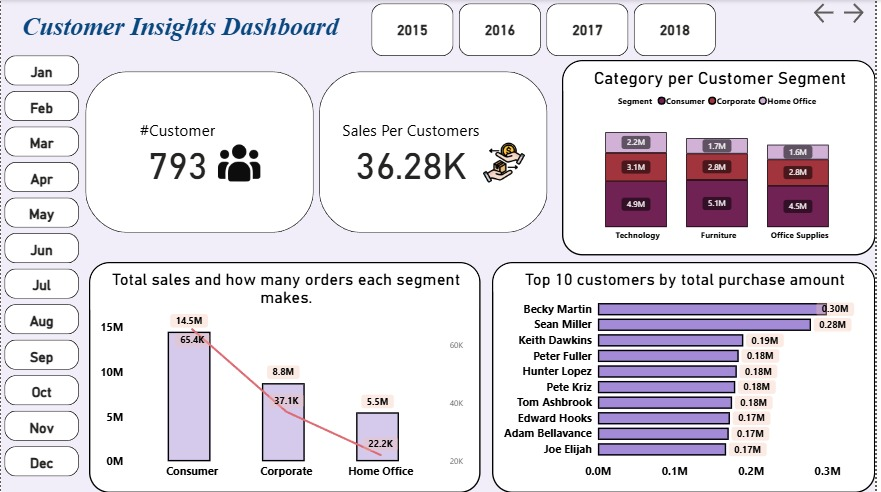 Customer Insights Dashboard
2015
2016
2017
2018
Jan
Feb
Mar
Apr
May
Jun
Jul
Aug
Sep
Oct
Nov
Dec
#Customer
793
Sales Per Customers
36.28K
Category per Customer Segment
Segment Consumer Corporate Home Office
2.2M
3.1M
4.9M
1.7M
2.8M
5.1M
1.6M
2.8M
4.5M
Technology Furniture Office Supplies
Total sales and how many orders each segment
makes.
15M
10M
5M
0M
14.5M
65.4K
8.8M
37.1K
5.5M
22.2K
60K
40K
20K
Consumer Corporate Home Office
Top 10 customers by total purchase amount
Becky Martin 0.30M
Sean Miller 0.28M
Keith Dawkins 0.19M
Peter Fuller 0.18M
Hunter Lopez 0.18M
Pete Kriz 0.18M
Tom Ashbrook 0.18M
Edward Hooks 0.17M
Adam Bellavance 0.17M
Joe Elijah 0.17M
0.0M 0.1M 0.2M 0.3M